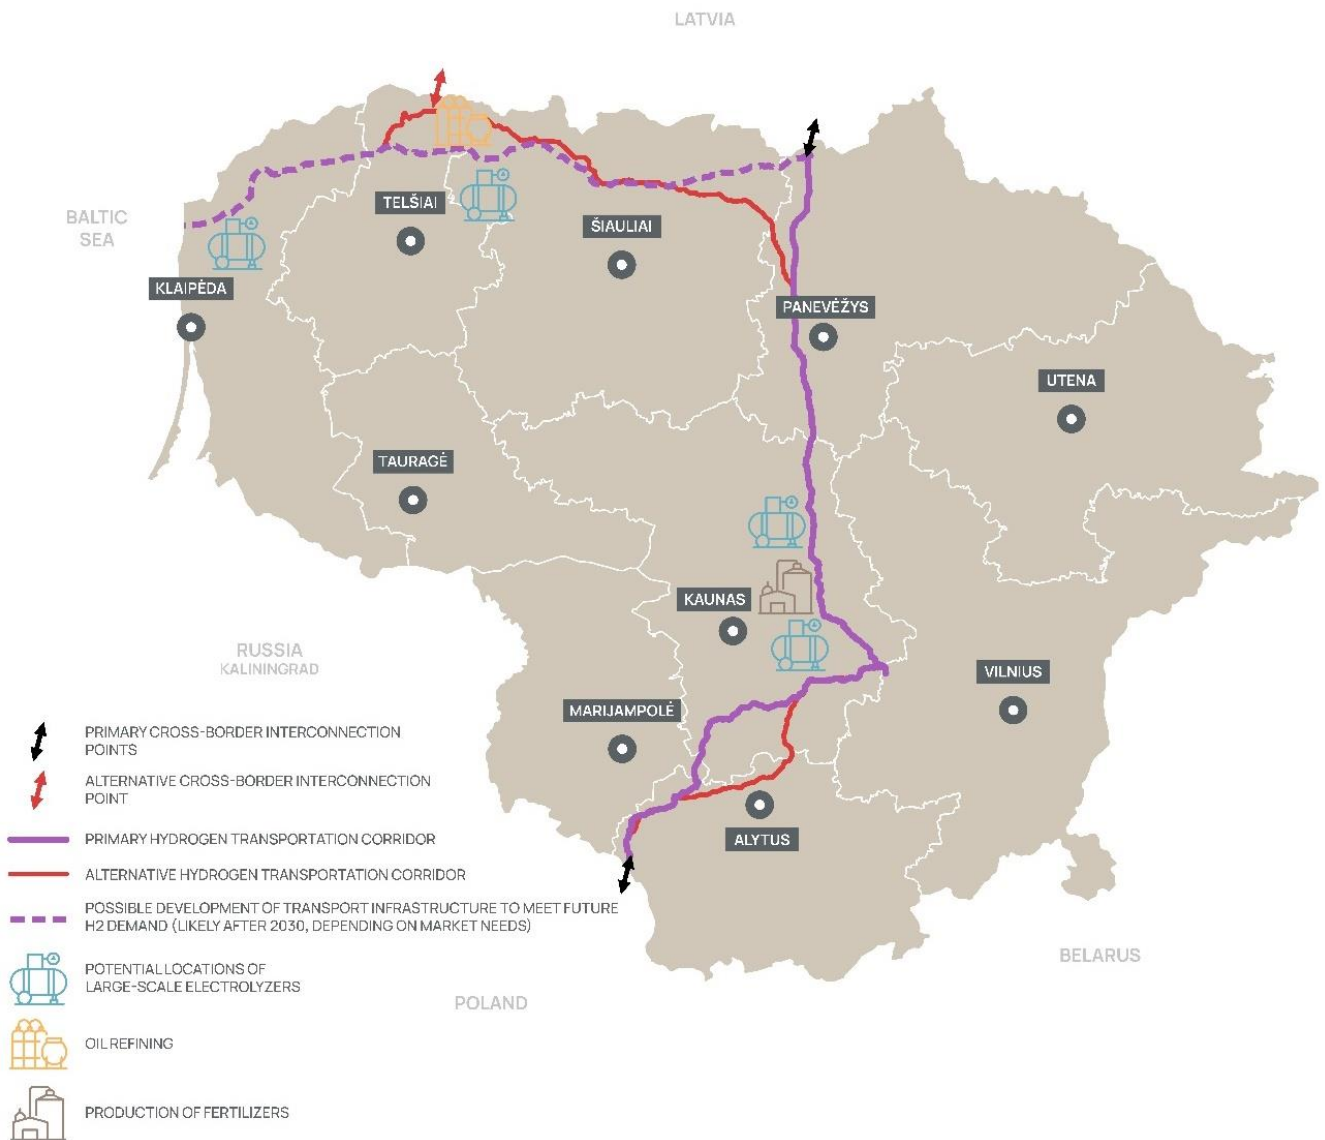 LATVIA
BALTIC
SEA
TELŠIAI
ŠIAULIAI
KLAIPĖDA
PANEVĖŽYS
UTENA
TAURAGĖ
KAUNAS
RUSSIA
KALININGRAD
VILNIUS
MARIJAMPOLĖ
ALYTUS
BELARUS
POLAND
PRIMARY CROSS-BORDER INTERCONNECTION
POINTS
ALTERNATIVE CROSS-BORDER INTERCONNECTION
POINT
PRIMARY HYDROGEN TRANSPORTATION CORRIDOR
ALTERNATIVE HYDROGEN TRANSPORTATION CORRIDOR
POSSIBLE DEVELOPMENT OF TRANSPORT INFRASTRUCTURE TO MEET FUTURE
H2 DEMAND (LIKELY AFTER 2030, DEPENDING ON MARKET NEEDS)
POTENTIAL LOCATIONS OF
LARGE-SCALE ELECTROLYZERS
OIL REFINING
PRODUCTION OF FERTILIZERS